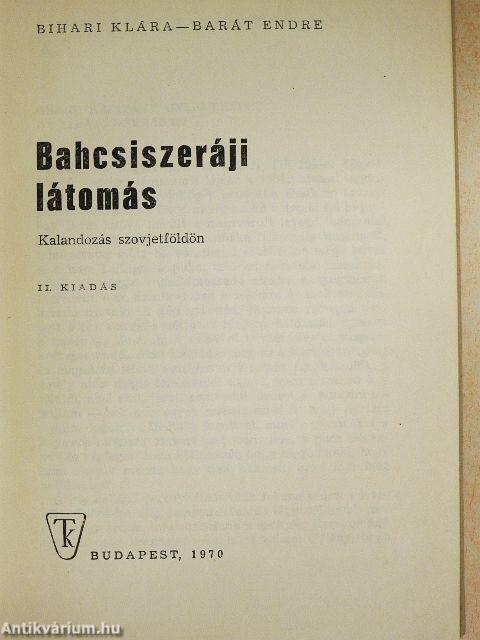 BIHARI KLÁRA—BARÁT ENDRE
Bahcsiszeráji
látomás
Kalandozás szovjetföldön
II. KIADÁS
Tk
BUDAPEST, 1970
Antikvárium.hu